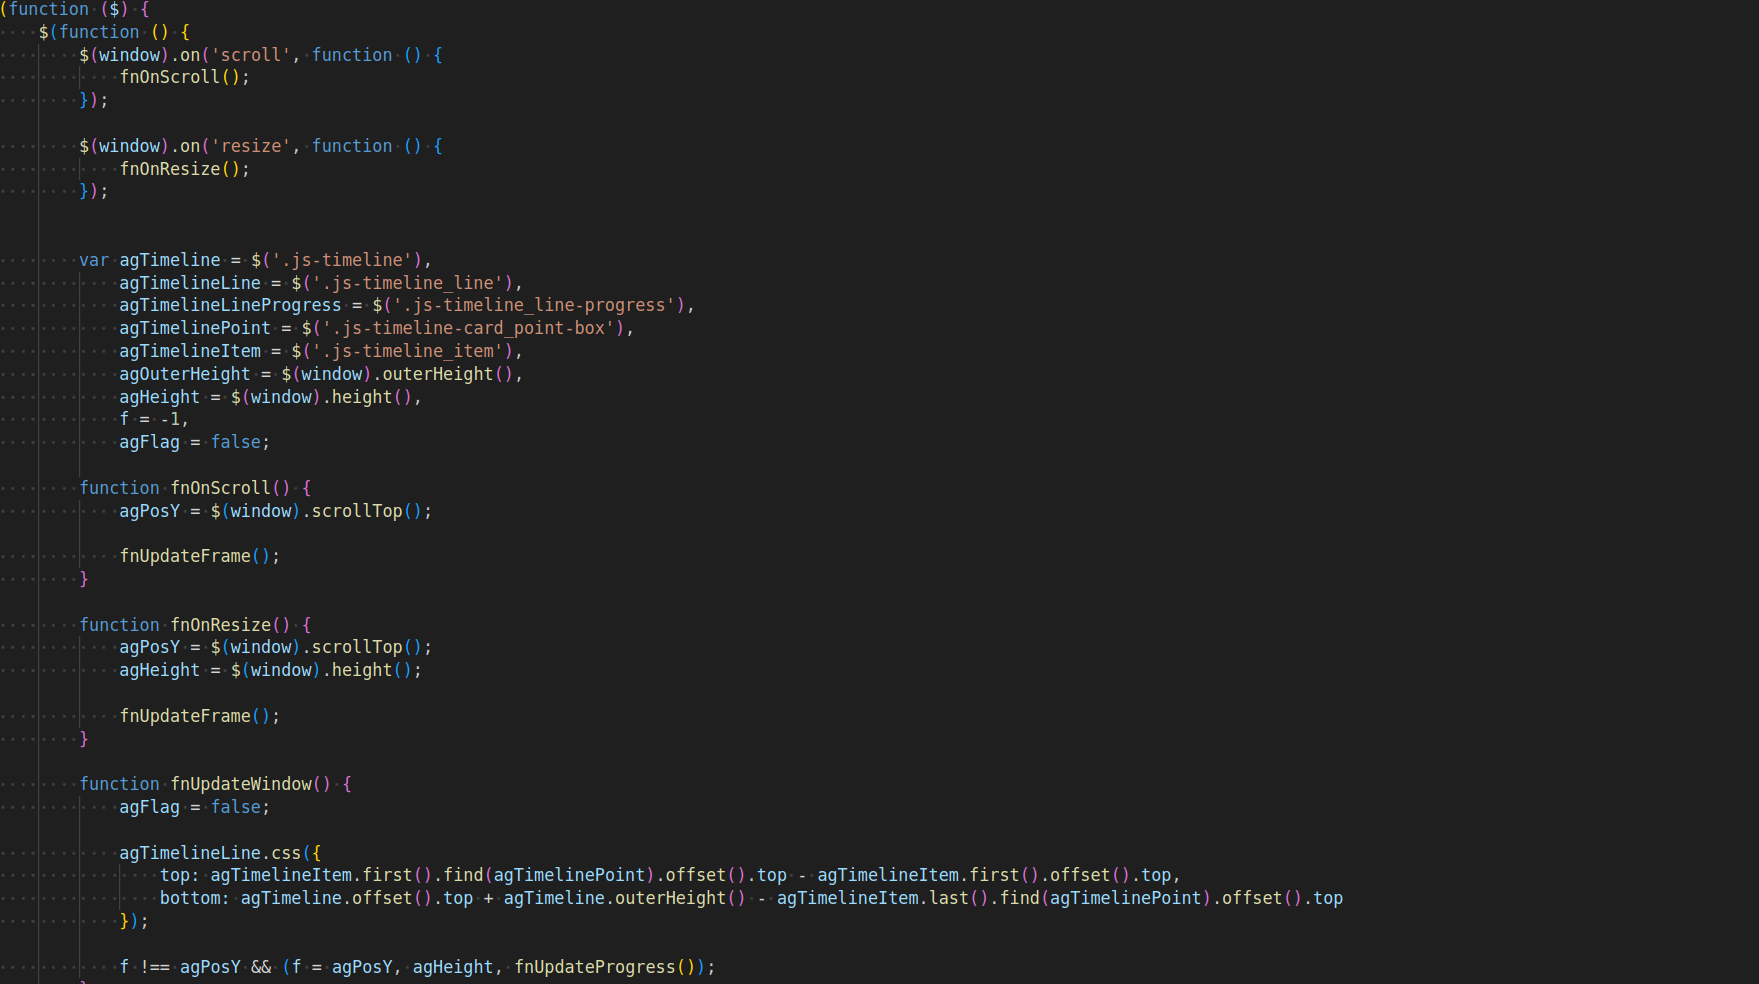 (function ($) {
    $(function () {
        $(window).on('scroll', function () {
            fnOnScroll();
        });

        $(window).on('resize', function () {
            fnOnResize();
        });


        var agTimeline = $('.js-timeline'),
            agTimelineLine = $('.js-timeline_line'),
            agTimelineLineProgress = $('.js-timeline_line-progress'),
            agTimelinePoint = $('.js-timeline-card_point-box'),
            agTimelineItem = $('.js-timeline_item'),
            agOuterHeight = $(window).outerHeight(),
            agHeight = $(window).height(),
            f = -1,
            agFlag = false;

        function fnOnScroll() {
            agPosY = $(window).scrollTop();

            fnUpdateFrame();
        }

        function fnOnResize() {
            agPosY = $(window).scrollTop();
            agHeight = $(window).height();

            fnUpdateFrame();
        }

        function fnUpdateWindow() {
            agFlag = false;

            agTimelineLine.css({
                top: agTimelineItem.first().find(agTimelinePoint).offset().top - agTimelineItem.first().offset().top,
                bottom: agTimeline.offset().top + agTimeline.outerHeight() - agTimelineItem.last().find(agTimelinePoint).offset().top
            });

            f !== agPosY && (f = agPosY, agHeight, fnUpdateProgress());